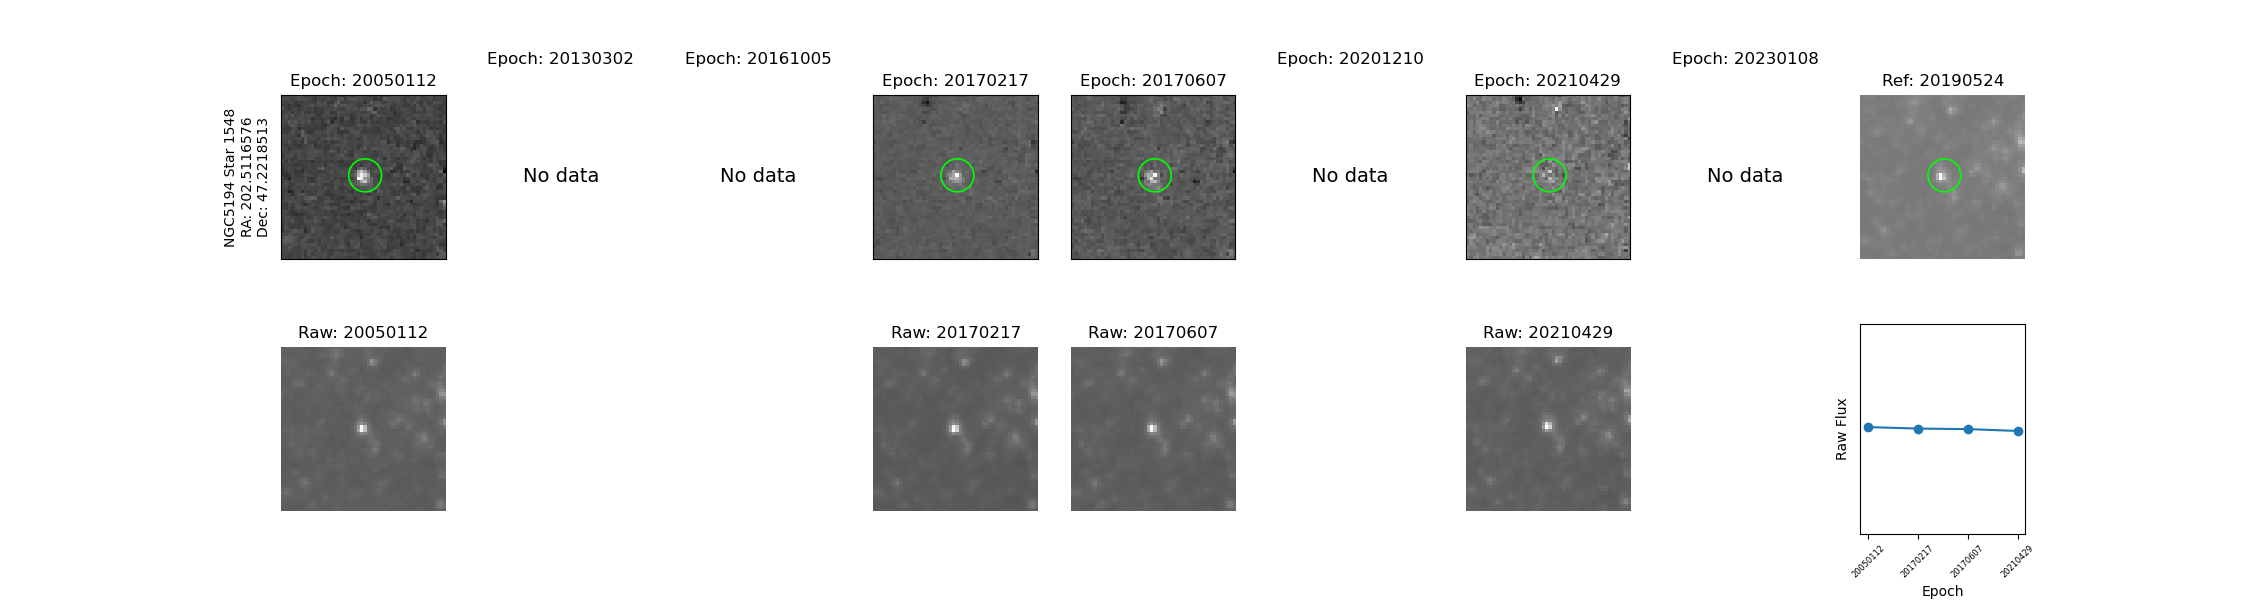 Epoch: 20050112
Epoch: 20130302
Epoch: 20161005
Epoch: 20170217
Epoch: 20170607
Epoch: 20201210
Epoch: 20210429
Epoch: 20230108
Ref: 20190524
NGC5194 Star 1548
RA: 202.5116576
Dec: 47.2218513
No data
No data
No data
No data
Raw: 20050112
Raw: 20170217
Raw: 20170607
Raw: 20210429
Raw Flux
20050112
20170217
20170607
20210429
Epoch